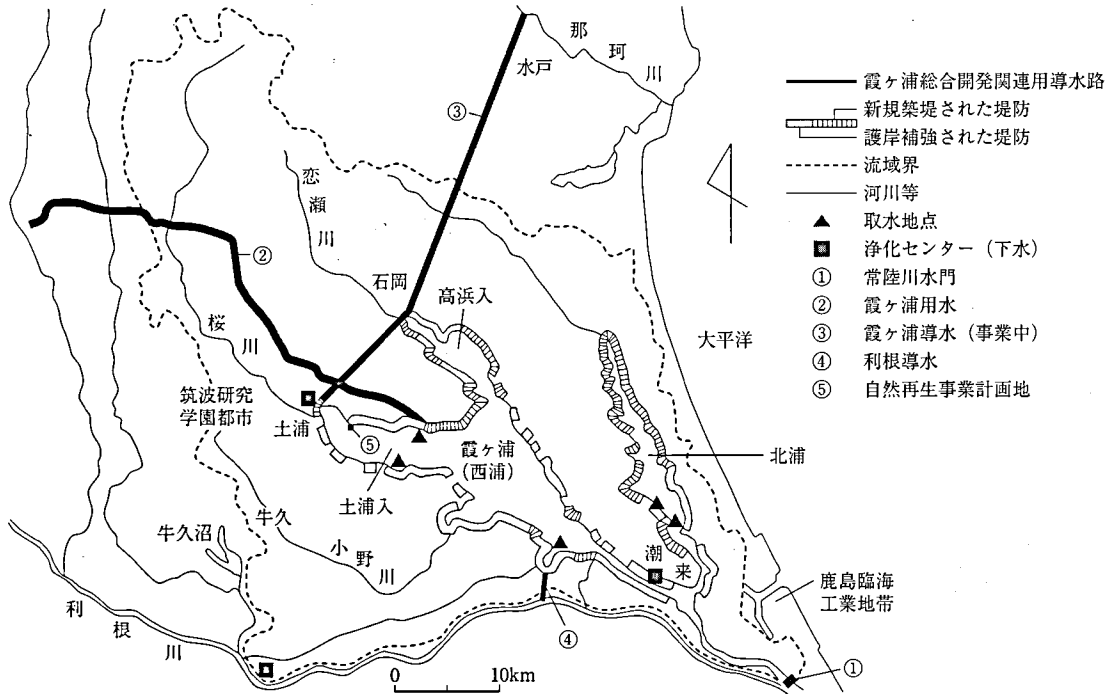 那珂川
水戸
③
恋瀬川
②
石岡
高浜入
桜川
筑波研究
学園都市
土浦
⑤
霞ヶ浦
(西浦)
土浦入
北浦
大平洋
牛久沼
牛久
小野川
潮来
鹿島臨海
工業地帯
利根川
④
①
0 10km
霞ヶ浦総合開発関連用導水路
新規築堤された堤防
護岸補強された堤防
流域界
河川等
取水地点
浄化センター（下水）
① 常陸川水門
② 霞ヶ浦用水
③ 霞ヶ浦導水（事業中）
④ 利根導水
⑤ 自然再生事業計画地